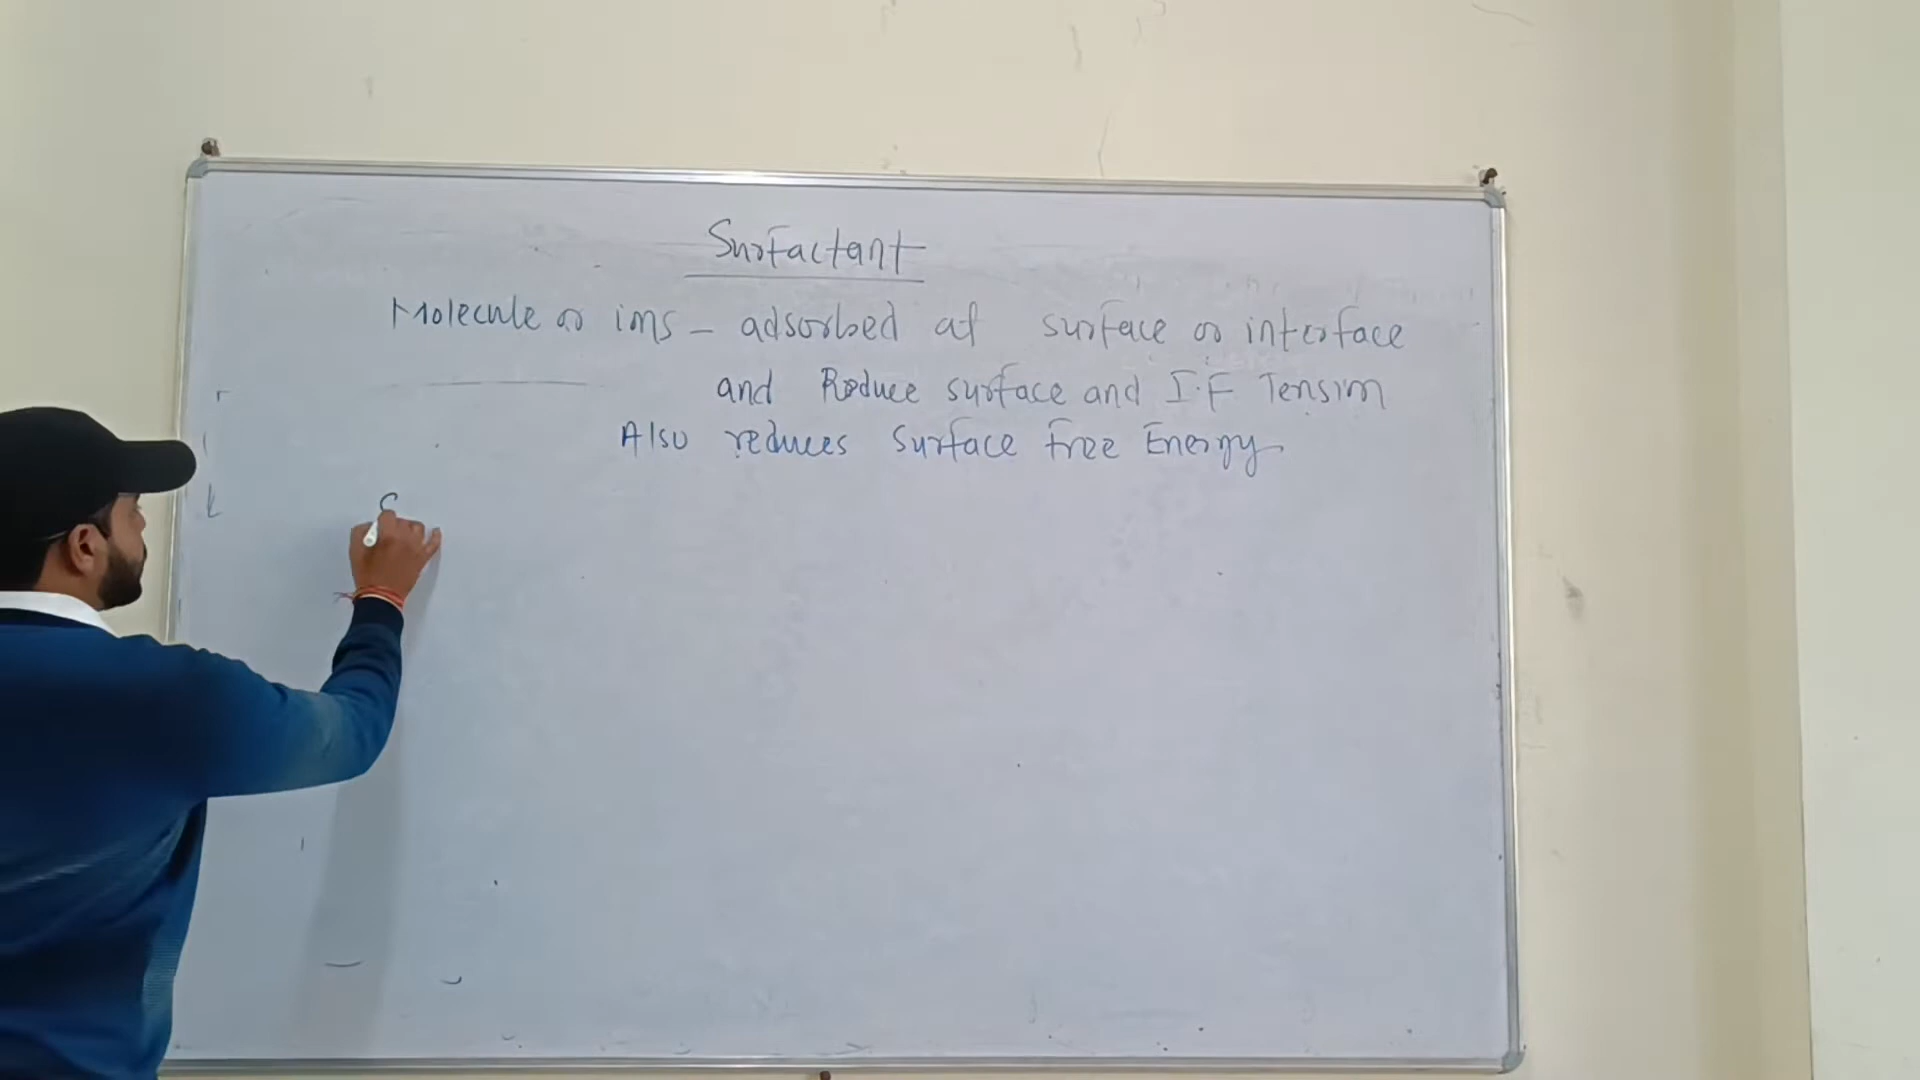 Surfactant
Molecule or ions - adsorbed at surface or interface
and Reduce surface and I.F Tension
Also reduces surface free Energy